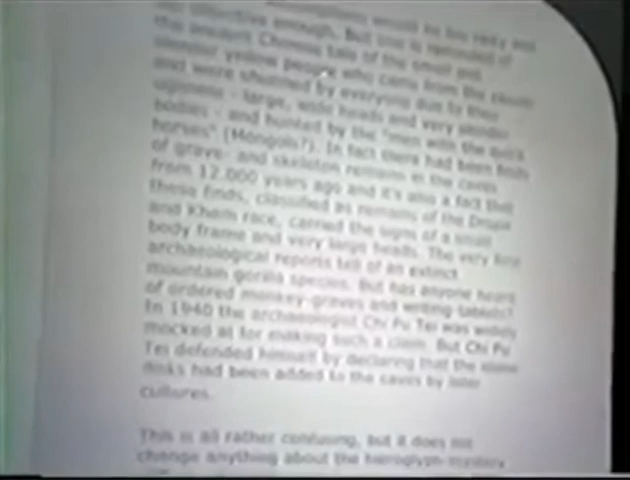 not objective enough. But one is reminded of
the ancient Chinese tale of the small and
slender yellow people who came from the clouds
and were shunned by everyone due to their
ugliness - large, wide heads and very slender
bodies - and hunted by the "men with the quick
horses" (Mongols?). In fact there had been finds
of grave- and skeleton remains in the caves
from 12.000 years ago and it's also a fact that
these finds, classified as remains of the Dropa
and Kham race, carried the signs of a small
body frame and very large heads. The very first
archaeological reports tell of an extinct
mountain gorilla species. But has anyone heard
of ordered monkey-graves and writing-tablets?
In 1940 the archaeologist Chi Pu Tei was widely
mocked at for making such a claim. But Chi Pu
Tei defended himself by declaring that the stone
disks had been added to the caves by later
cultures.
This is all rather confusing, but it does not
change anything about the hieroglyph-mystery